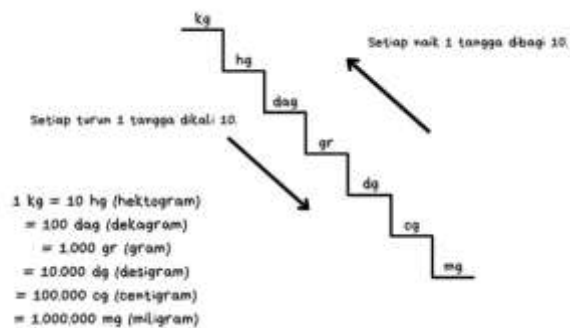 kg
Setiap naik 1 tangga dibagi 10.
hg
dag
Setiap turun 1 tangga dikali 10.
gr
dg
cg
mg
1 kg = 10 hg (hektogram)
= 100 dag (dekagram)
= 1.000 gr (gram)
= 10.000 dg (desigram)
= 100.000 cg (centigram)
= 1.000.000 mg (miligram)